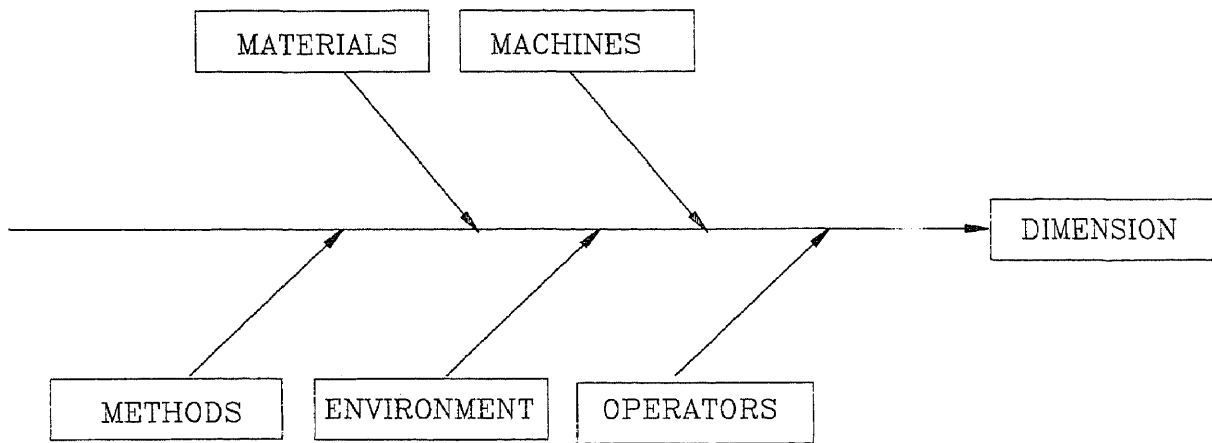 MATERIALS
MACHINES
DIMENSION
METHODS
ENVIRONMENT
OPERATORS